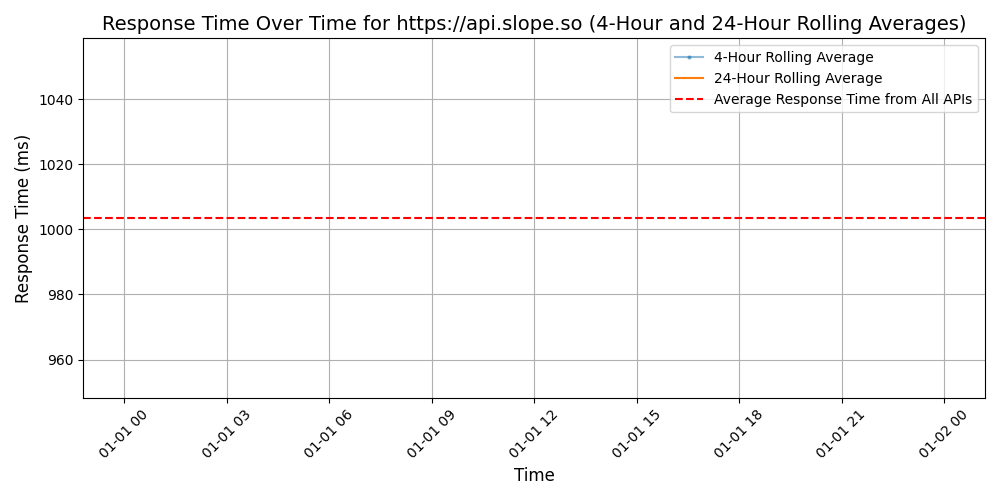 Response Time Over Time for https://api.slope.so (4-Hour and 24-Hour Rolling Averages)
4-Hour Rolling Average
24-Hour Rolling Average
Average Response Time from All APIs
Response Time (ms)
1040
1020
1000
980
960
01-01 00
01-01 03
01-01 06
01-01 09
01-01 12
01-01 15
01-01 18
01-01 21
01-02 00
Time